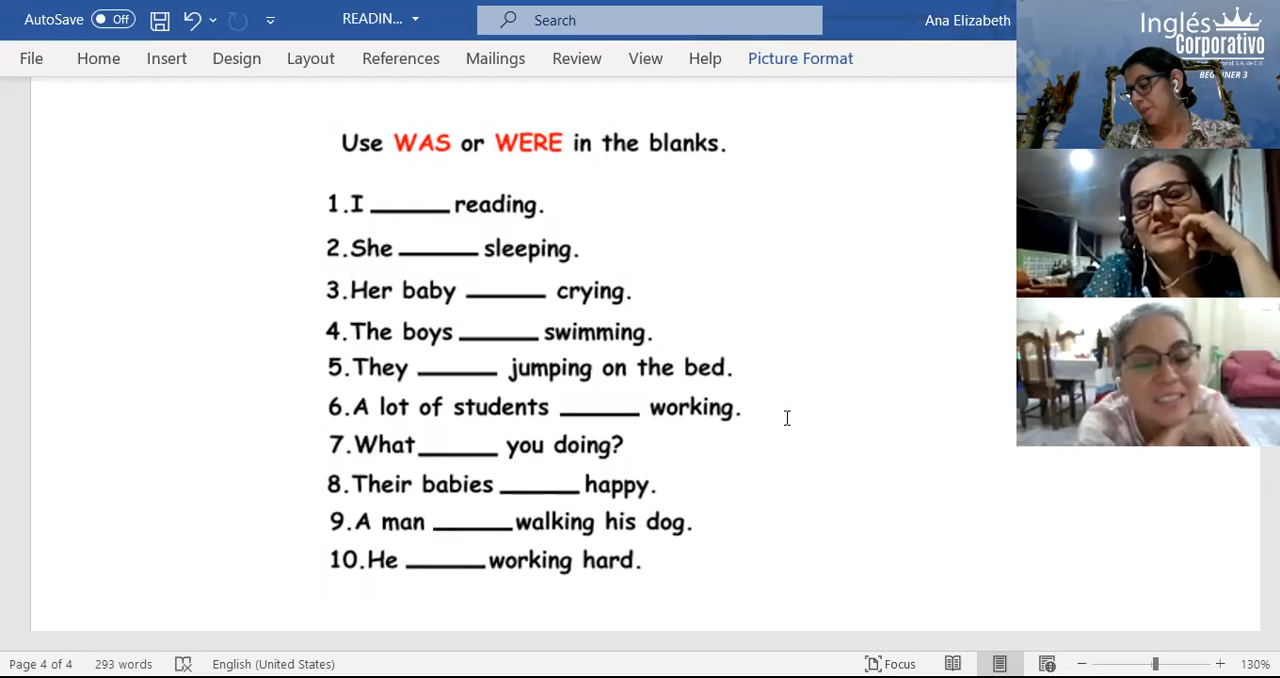 AutoSave Off READIN... Search Ana Elizabeth
File Home Insert Design Layout References Mailings Review View Help Picture Format
Inglés
Corporativo
BEGINNER 3
Use WAS or WERE in the blanks.
1.I ______ reading.
2.She ______ sleeping.
3.Her baby ______ crying.
4.The boys ______ swimming.
5.They ______ jumping on the bed.
6.A lot of students ______ working.
7.What ______ you doing?
8.Their babies ______ happy.
9.A man ______ walking his dog.
10.He ______ working hard.
Page 4 of 4 293 words English (United States) Focus 130%